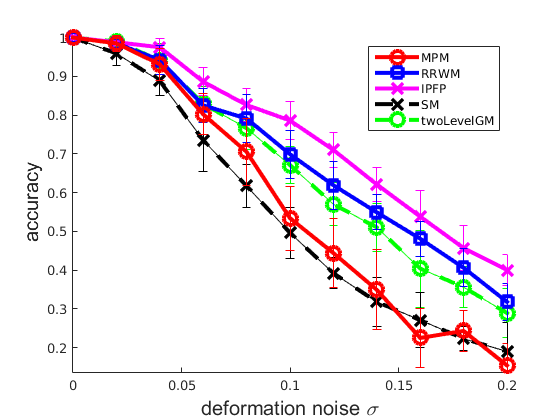 1
0.9
0.8
0.7
0.6
0.5
0.4
0.3
0.2
accuracy
MPM
RRWM
IPFP
SM
twoLevelGM
0 0.05 0.1 0.15 0.2
deformation noise σ